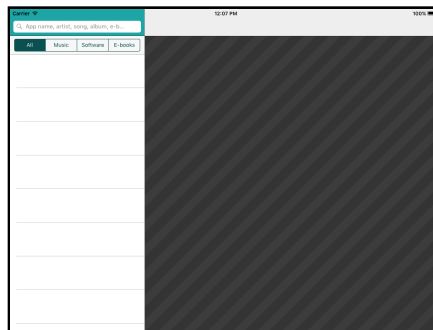 Carrier 12:07 PM 100%
App name, artist, song, album, e-b...
All Music Software E-books